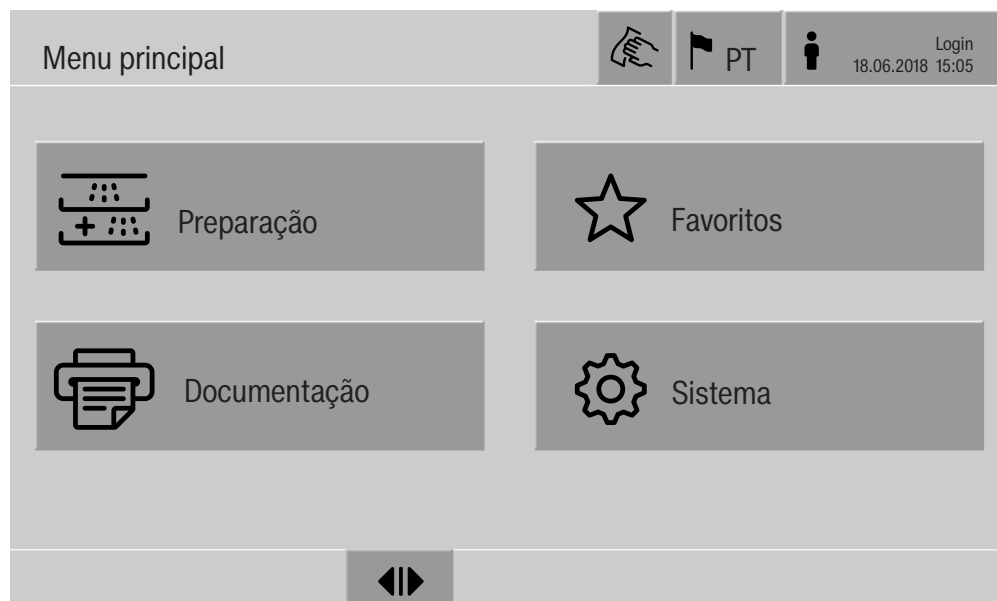 Menu principal
PT
Login
18.06.2018 15:05
Preparação
Favoritos
Documentação
Sistema